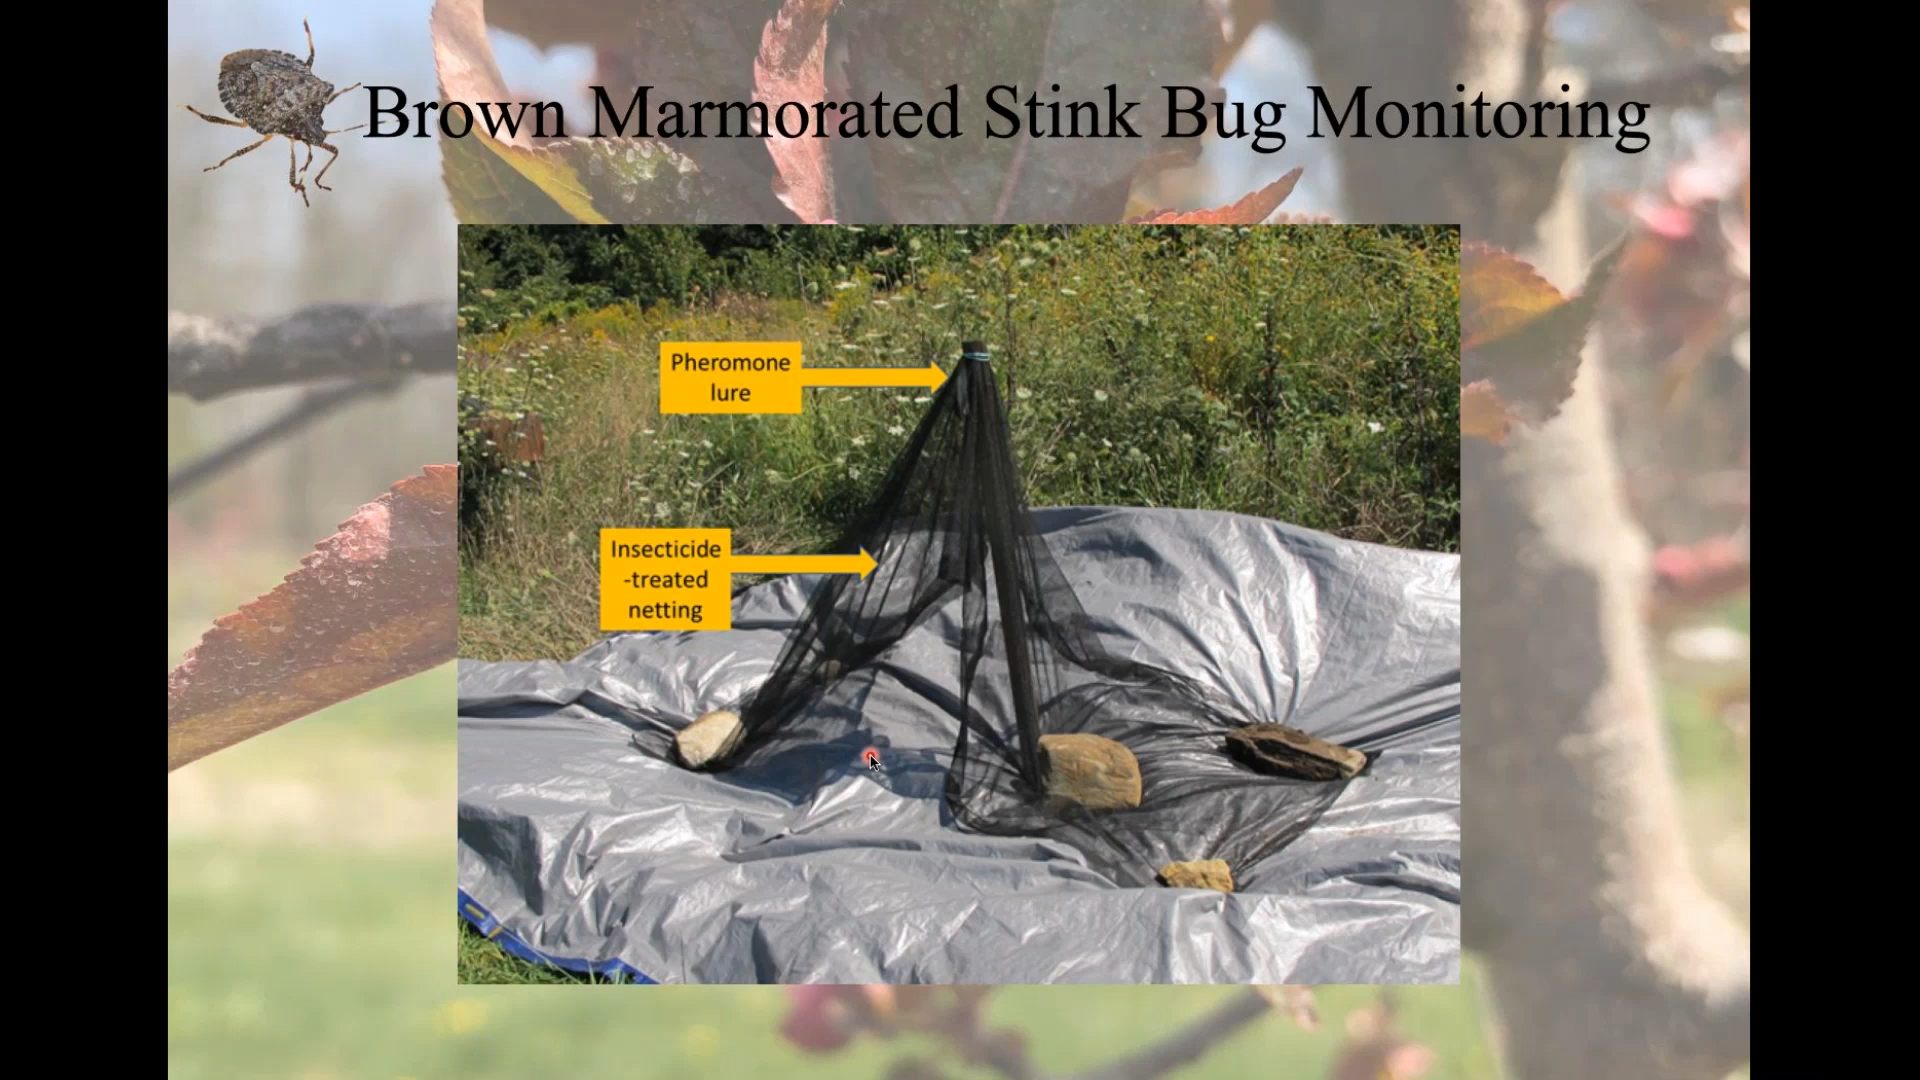 Brown Marmorated Stink Bug Monitoring
Pheromone
lure
Insecticide
-treated
netting